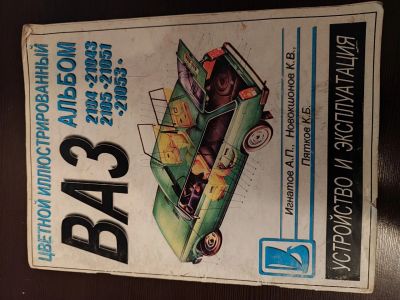 ЦВЕТНОЙ ИЛЛЮСТРИРОВАННЫЙ
АЛЬБОМ
ВАЗ
2104 · 21043
2105 · 21051
· 21053 ·
Игнатов А.П., Новокшонов К.В.,
Пятков К.Б.
УСТРОЙСТВО И ЭКСПЛУАТАЦИЯ